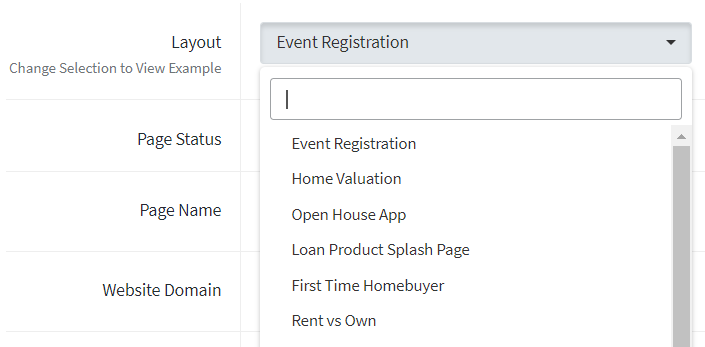 Layout
Event Registration
Change Selection to View Example
Event Registration
Page Status
Home Valuation
Page Name
Open House App
Loan Product Splash Page
Website Domain
First Time Homebuyer
Rent vs Own